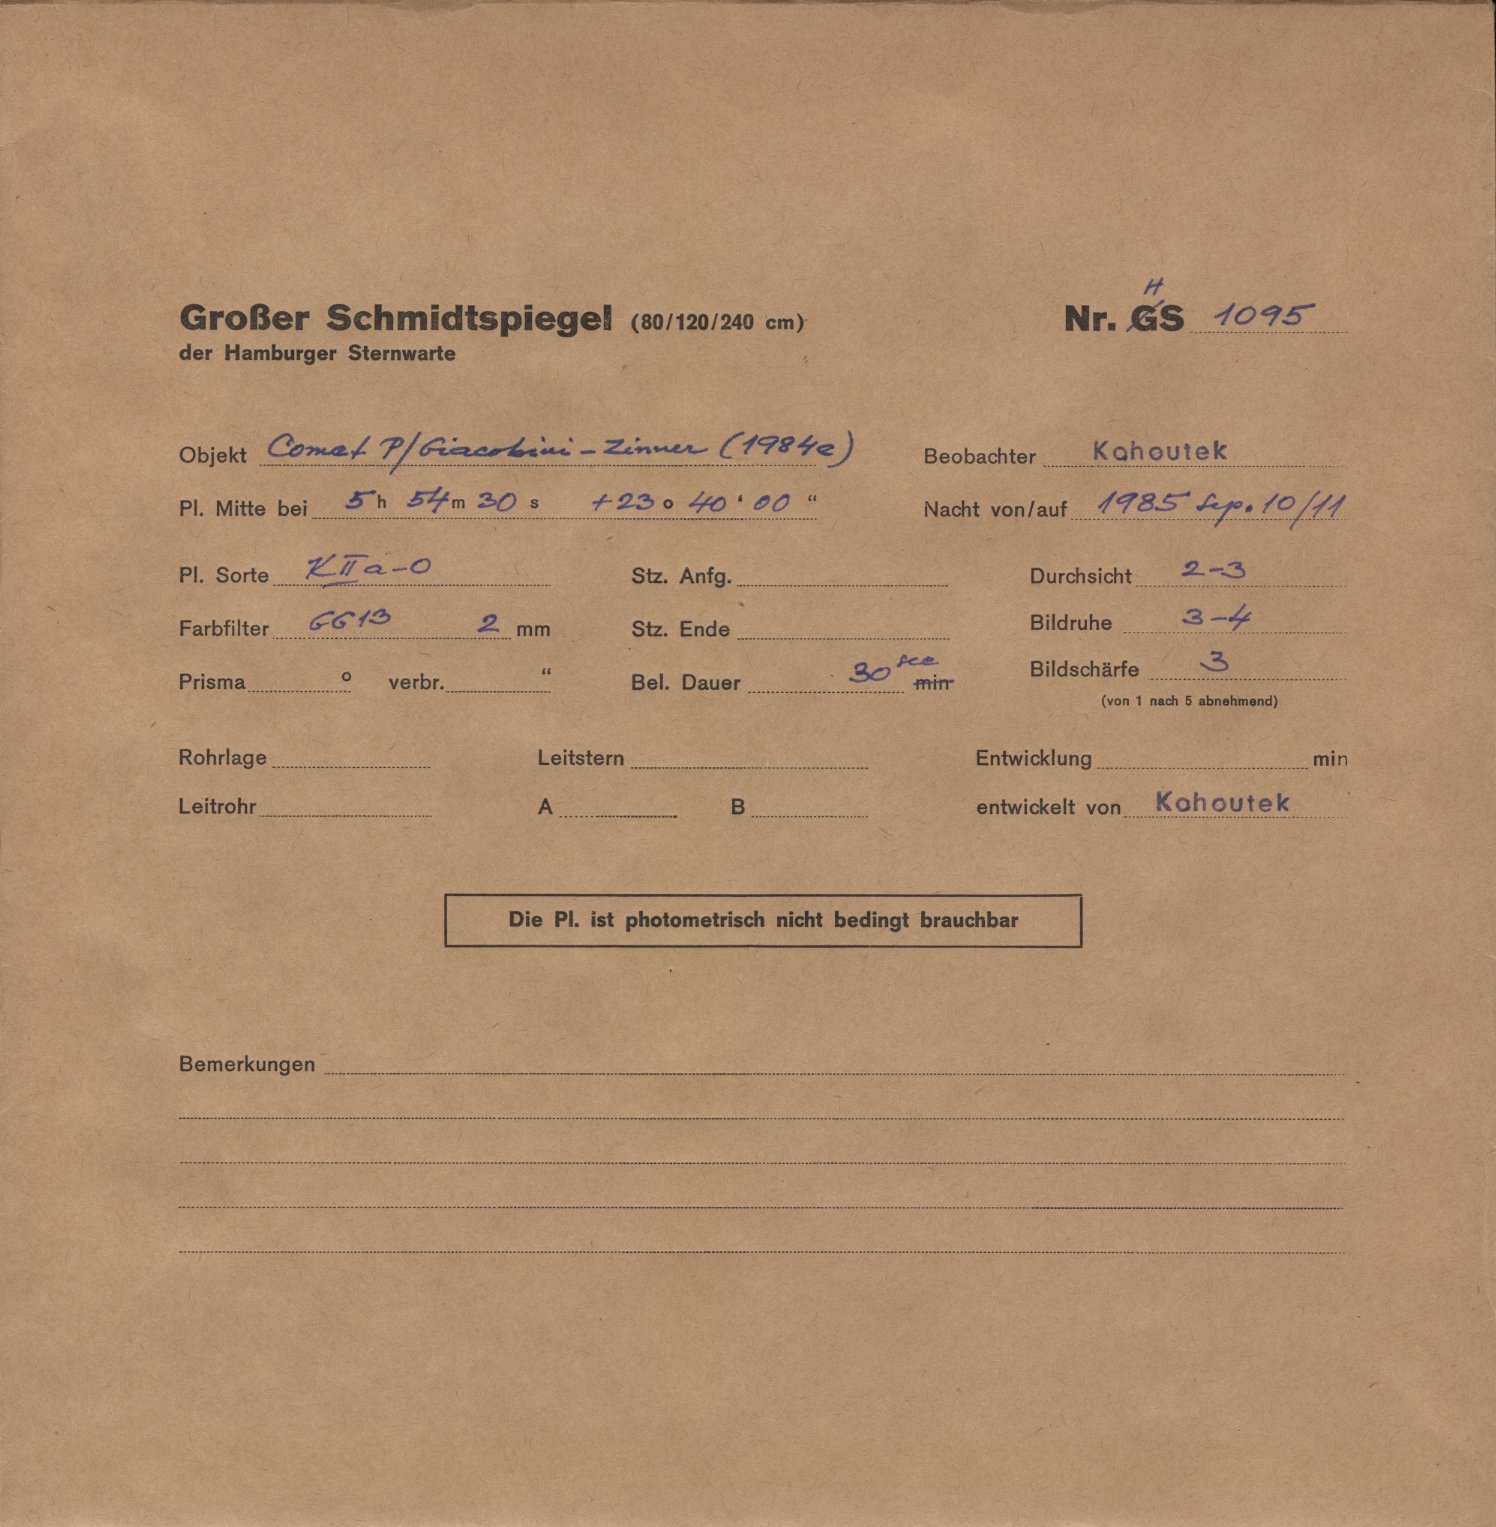 H
Großer Schmidtspiegel (80/120/240 cm) Nr. GS 1095
der Hamburger Sternwarte
Objekt Comet P/Giacobini-Zinner (1984e) Beobachter Kohoutek
Pl. Mitte bei 5 h 54 m 30 s +23 o 40 ' 00 “ Nacht von/auf 1985 Sep. 10/11
Pl. Sorte KIIa-O Stz. Anfg. Durchsicht 2-3
Farbfilter GG13 2 mm Stz. Ende Bildruhe 3-4
Prisma o verbr. “ Bel. Dauer 30 sec min Bildschärfe 3
(von 1 nach 5 abnehmend)
Rohrlage Leitstern Entwicklung min
Leitrohr A B entwickelt von Kohoutek
Die Pl. ist photometrisch nicht bedingt brauchbar
Bemerkungen